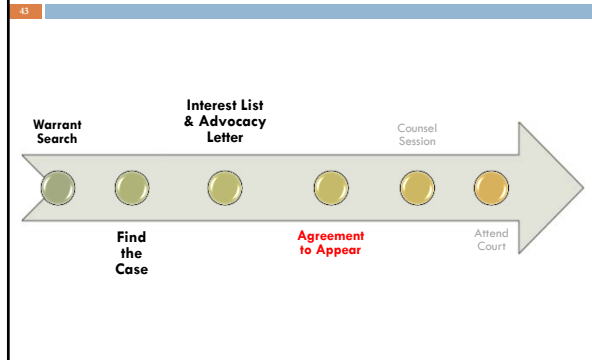 43
Warrant
Search
Find
the
Case
Interest List
& Advocacy
Letter
Agreement
to Appear
Counsel
Session
Attend
Court